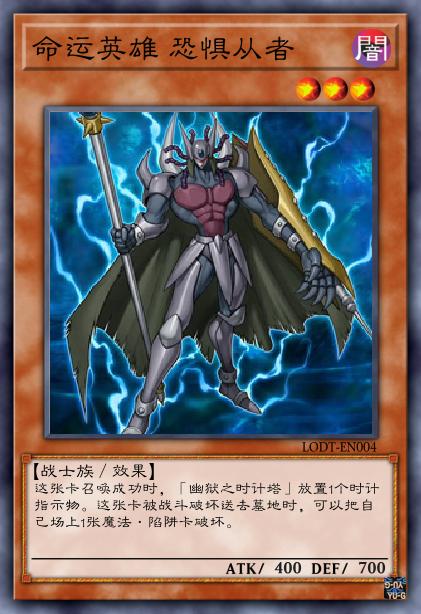 命运英雄 恐惧从者
闇
LODT-EN004
【战士族／效果】
这张卡召唤成功时，「幽狱之时计塔」放置1个时计
指示物。这张卡被战斗破坏送去墓地时，可以把自
己场上1张魔法·陷阱卡破坏。
ATK/ 400 DEF/ 700